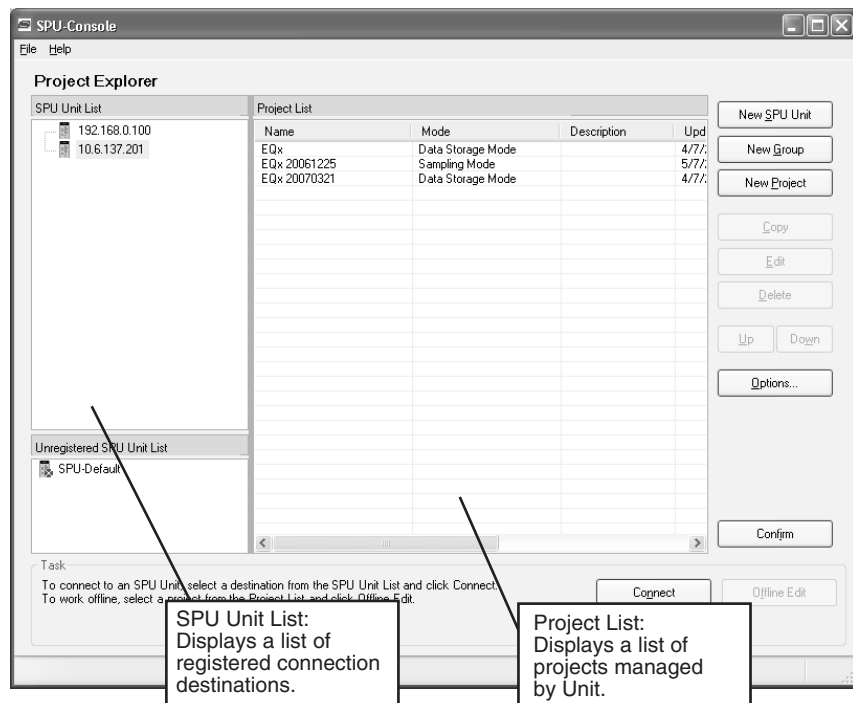 SPU-Console
File Help
Project Explorer
SPU Unit List
192.168.0.100
10.6.137.201
Project List
Name Mode Description Upd
EQx Data Storage Mode 4/7/
EQx 20061225 Sampling Mode 5/7/
EQx 20070321 Data Storage Mode 4/7/
New SPU Unit
New Group
New Project
Copy
Edit
Delete
Up Down
Options...
Unregistered SPU Unit List
SPU-Default
Confirm
Task
To connect to an SPU Unit, select a destination from the SPU Unit List and click Connect.
To work offline, select a project from the Project List and click Offline Edit.
Connect Offline Edit
SPU Unit List:
Displays a list of
registered connection
destinations.
Project List:
Displays a list of
projects managed
by Unit.